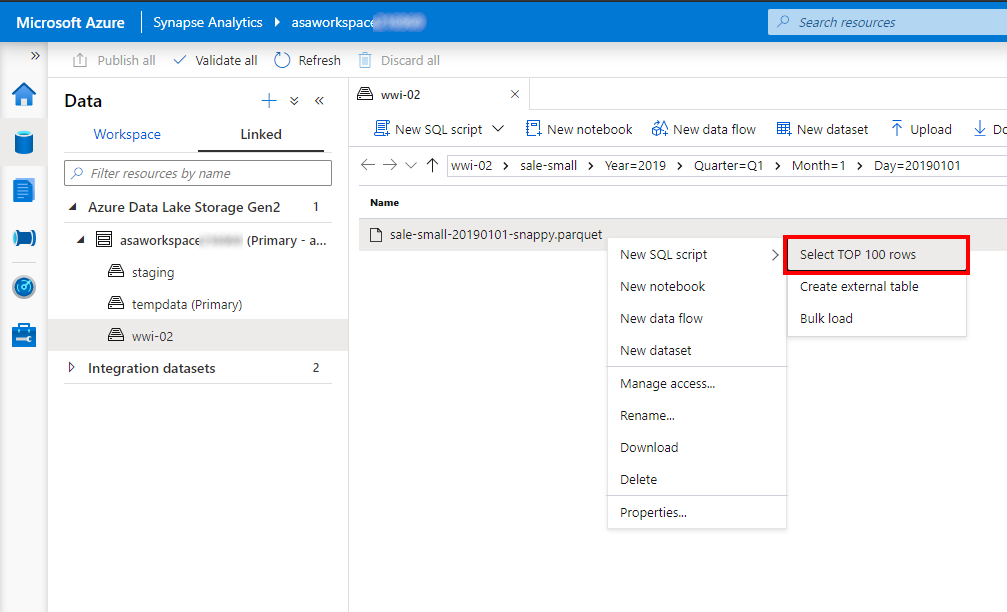 Microsoft Azure Synapse Analytics asaworkspace Search resources
Publish all Validate all Refresh Discard all
Data
Workspace Linked
Filter resources by name
Azure Data Lake Storage Gen2 1
asaworkspace (Primary - a...
staging
tempdata (Primary)
wwi-02
Integration datasets 2
wwi-02
New SQL script New notebook New data flow New dataset Upload Do
wwi-02 > sale-small > Year=2019 > Quarter=Q1 > Month=1 > Day=20190101
Name
sale-small-20190101-snappy.parquet
New SQL script
New notebook
New data flow
New dataset
Manage access...
Rename...
Download
Delete
Properties...
Select TOP 100 rows
Create external table
Bulk load